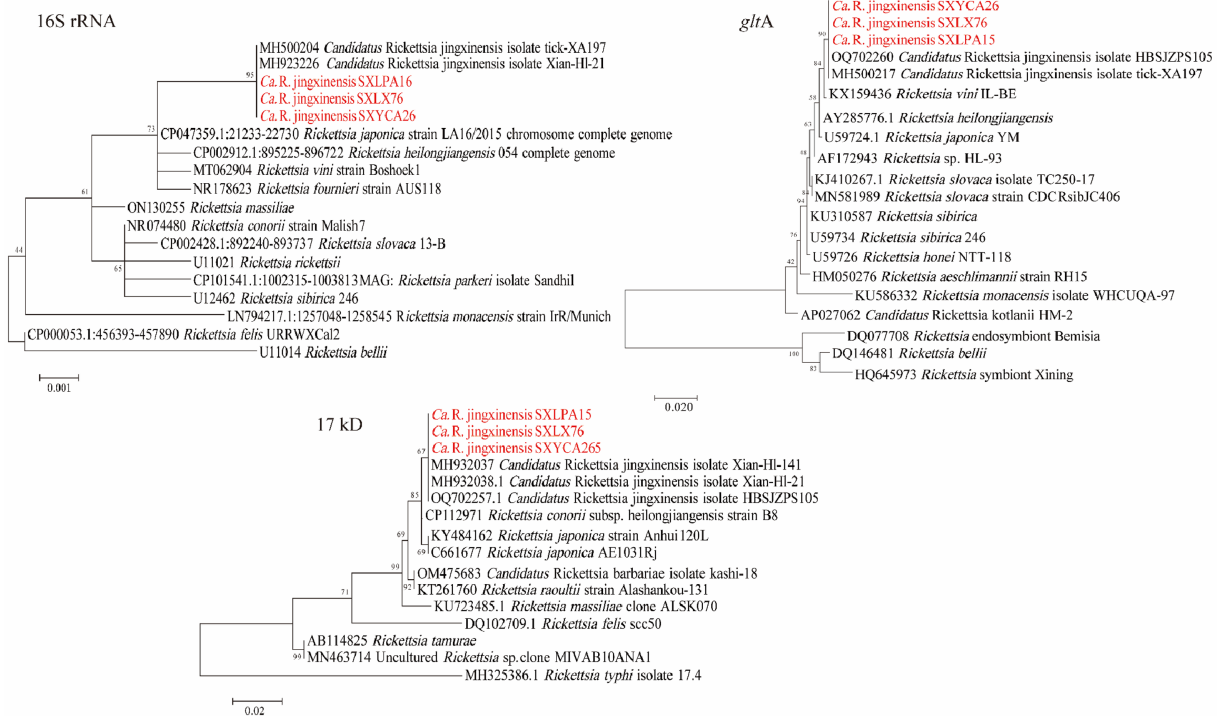 16S rRNA
MH500204 Candidatus Rickettsia jingxinensis isolate tick-XA197
MH923226 Candidatus Rickettsia jingxinensis isolate Xian-Hl-21
95
Ca. R. jingxinensis SXLPA16
Ca. R. jingxinensis SXLX76
Ca. R. jingxinensis SXYCA26
73
CP047359.1:21233-22730 Rickettsia japonica strain LA16/2015 chromosome complete genome
CP002912.1:895225-896722 Rickettsia heilongjiangensis 054 complete genome
MT062904 Rickettsia vini strain Boshoek1
NR178623 Rickettsia fournieri strain AUS118
61
ON130255 Rickettsia massiliae
NR074480 Rickettsia conorii strain Malish7
CP002428.1:892240-893737 Rickettsia slovaca 13-B
44
U11021 Rickettsia rickettsii
65
CP101541.1:1002315-1003813MAG: Rickettsia parkeri isolate Sandhil
U12462 Rickettsia sibirica 246
LN794217.1:1257048-1258545 Rickettsia monacensis strain IrR/Munich
CP000053.1:456393-457890 Rickettsia felis URRWXCal2
U11014 Rickettsia bellii
0.001
gltA
Ca. R. jingxinensis SXYCA26
Ca. R. jingxinensis SXLX76
90
Ca. R. jingxinensis SXLPA15
OQ702260 Candidatus Rickettsia jingxinensis isolate HBSJZPS105
84
MH500217 Candidatus Rickettsia jingxinensis isolate tick-XA197
58
KX159436 Rickettsia vini IL-BE
AY285776.1 Rickettsia heilongjiangensis
63
U59724.1 Rickettsia japonica YM
48
AF172943 Rickettsia sp. HL-93
KJ410267.1 Rickettsia slovaca isolate TC250-17
84
MN581989 Rickettsia slovaca strain CDCRsibJC406
94
KU310587 Rickettsia sibirica
76
U59734 Rickettsia sibirica 246
U59726 Rickettsia honei NTT-118
42
HM050276 Rickettsia aeschlimannii strain RH15
KU586332 Rickettsia monacensis isolate WHCUQA-97
AP027062 Candidatus Rickettsia kotlanii HM-2
DQ077708 Rickettsia endosymbiont Bemisia
100
DQ146481 Rickettsia bellii
83
HQ645973 Rickettsia symbiont Xining
0.020
17 kD
Ca. R. jingxinensis SXLPA15
Ca. R. jingxinensis SXLX76
Ca. R. jingxinensis SXYCA265
67
MH932037 Candidatus Rickettsia jingxinensis isolate Xian-Hl-141
MH932038.1 Candidatus Rickettsia jingxinensis isolate Xian-Hl-21
85
OQ702257.1 Candidatus Rickettsia jingxinensis isolate HBSJZPS105
CP112971 Rickettsia conorii subsp. heilongjiangensis strain B8
69
KY484162 Rickettsia japonica strain Anhui120L
69
C661677 Rickettsia japonica AE1031Rj
99
OM475683 Candidatus Rickettsia barbariae isolate kashi-18
92
KT261760 Rickettsia raoultii strain Alashankou-131
71
KU723485.1 Rickettsia massiliae clone ALSK070
DQ102709.1 Rickettsia felis scc50
AB114825 Rickettsia tamurae
99
MN463714 Uncultured Rickettsia sp.clone MIVAB10ANA1
MH325386.1 Rickettsia typhi isolate 17.4
0.02